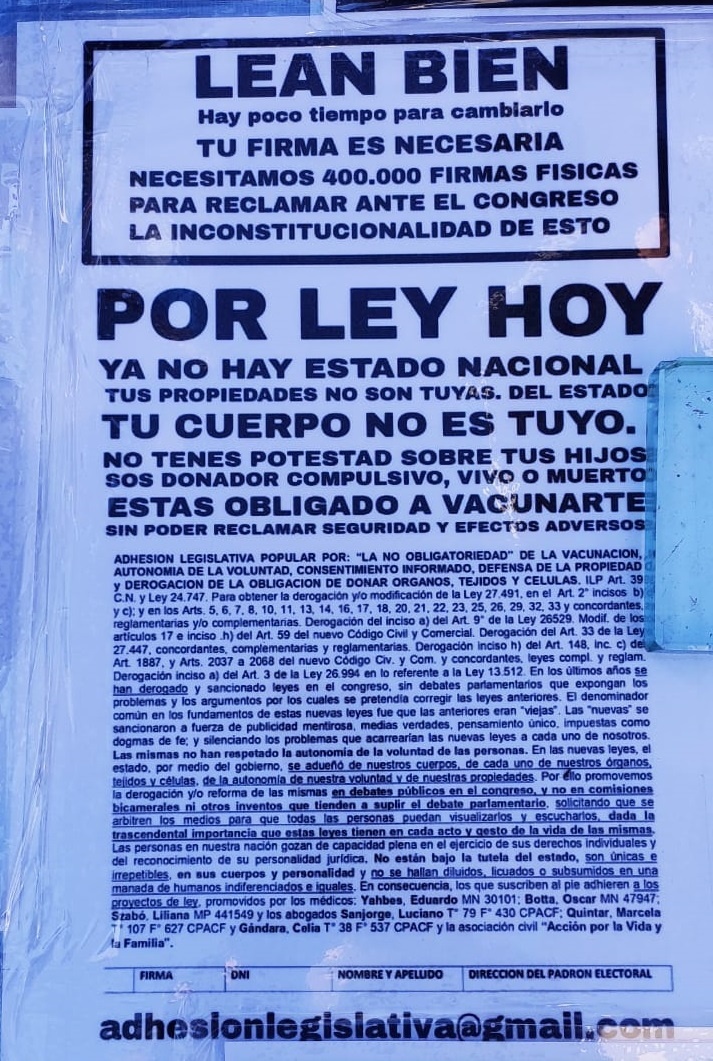 LEAN BIEN
Hay poco tiempo para cambiarlo
TU FIRMA ES NECESARIA
NECESITAMOS 400.000 FIRMAS FISICAS
PARA RECLAMAR ANTE EL CONGRESO
LA INCONSTITUCIONALIDAD DE ESTO
POR LEY HOY
YA NO HAY ESTADO NACIONAL
TUS PROPIEDADES NO SON TUYAS. DEL ESTADO
TU CUERPO NO ES TUYO.
NO TENES POTESTAD SOBRE TUS HIJOS
SOS DONADOR COMPULSIVO, VIVO O MUERTO
ESTAS OBLIGADO A VACUNARTE
SIN PODER RECLAMAR SEGURIDAD Y EFECTOS ADVERSOS
ADHESION LEGISLATIVA POPULAR POR: "LA NO OBLIGATORIEDAD" DE LA VACUNACION,
AUTONOMIA DE LA VOLUNTAD, CONSENTIMIENTO INFORMADO, DEFENSA DE LA PROPIEDAD
y DEROGACION DE LA OBLIGACION DE DONAR ORGANOS, TEJIDOS Y CELULAS. ILP Art. 39
C.N. y Ley 24.747. Para obtener la derogación y/o modificación de la Ley 27.491, en el Art. 2° incisos b)
y c); y en los Arts. 5, 6, 7, 8, 10, 11, 13, 14, 16, 17, 18, 20, 21, 22, 23, 25, 26, 29, 32, 33 y concordantes,
reglamentarias y/o complementarias. Derogación del inciso a) del Art. 9° de la Ley 26529. Modif. de los
artículos 17 e inciso .h) del Art. 59 del nuevo Código Civil y Comercial. Derogación del Art. 33 de la Ley
27.447, concordantes, complementarias y reglamentarias. Derogación inciso h) del Art. 148, inc. c) del
Art. 1887, y Arts. 2037 a 2068 del nuevo Código Civ. y Com. y concordantes, leyes compl. y reglam.
Derogación inciso a) del Art. 3 de la Ley 26.994 en lo referente a la Ley 13.512. En los últimos años se
han derogado y sancionado leyes en el congreso, sin debates parlamentarios que expongan los
problemas y los argumentos por los cuales se pretendía corregir las leyes anteriores. El denominador
común en los fundamentos de estas nuevas leyes fue que las anteriores eran "viejas". Las "nuevas" se
sancionaron a fuerza de publicidad mentirosa, medias verdades, pensamiento único, impuestas como
dogmas de fe; y silenciando los problemas que acarrearían las nuevas leyes a cada uno de nosotros.
Las mismas no han respetado la autonomía de la voluntad de las personas. En las nuevas leyes, el
estado, por medio del gobierno, se adueñó de nuestros cuerpos, de cada uno de nuestros órganos,
tejidos y células, de la autonomía de nuestra voluntad y de nuestras propiedades. Por ello promovemos
la derogación y/o reforma de las mismas en debates públicos en el congreso, y no en comisiones
bicamerales ni otros inventos que tienden a suplir el debate parlamentario, solicitando que se
arbitren los medios para que todas las personas puedan visualizarlos y escucharlos, dada la
trascendental importancia que estas leyes tienen en cada acto y gesto de la vida de las mismas.
Las personas en nuestra nación gozan de capacidad plena en el ejercicio de sus derechos individuales y
del reconocimiento de su personalidad jurídica. No están bajo la tutela del estado, son únicas e
irrepetibles, en sus cuerpos y personalidad y no se hallan diluidos, licuados o subsumidos en una
manada de humanos indiferenciados e iguales. En consecuencia, los que suscriben al pie adhieren a los
proyectos de ley, promovidos por los médicos: Yahbes, Eduardo MN 30101; Botta, Oscar MN 47947;
Szabó, Liliana MP 441549 y los abogados Sanjorge, Luciano T° 79 F° 430 CPACF; Quintar, Marcela
T° 107 F° 627 CPACF y Gándara, Celia T° 38 F° 537 CPACF y la asociación civil "Acción por la Vida y
la Familia".
FIRMA DNI NOMBRE Y APELUDO DIRECCION DEL PADRON ELECTORAL
adhesionlegislativa@gmail.com